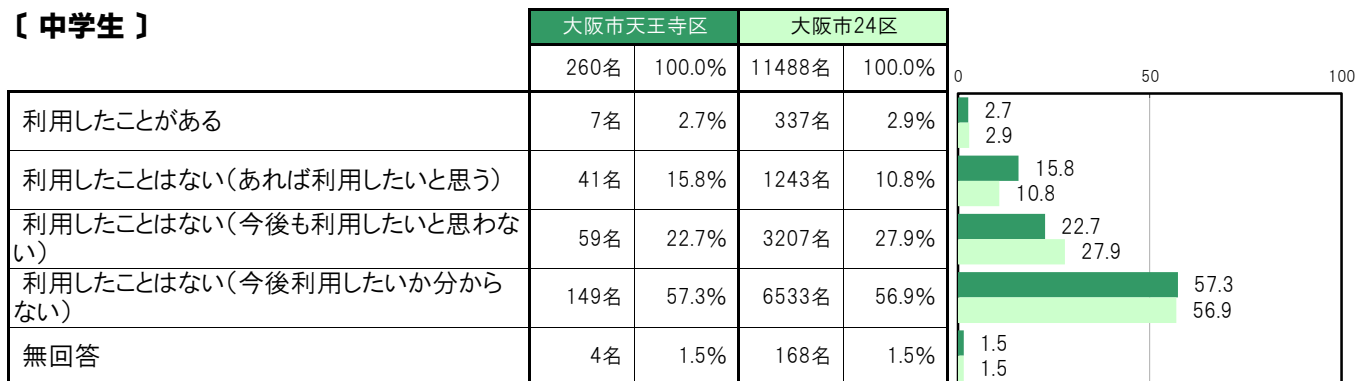 〔 中学生 〕
大阪市天王寺区 大阪市24区
260名 100.0% 11488名 100.0%
0 50 100
利用したことがある 7名 2.7% 337名 2.9%
2.7
2.9
利用したことはない（あれば利用したいと思う） 41名 15.8% 1243名 10.8%
15.8
10.8
利用したことはない（今後も利用したいと思わな
い） 59名 22.7% 3207名 27.9%
22.7
27.9
利用したことはない（今後利用したいか分から
ない） 149名 57.3% 6533名 56.9%
57.3
56.9
無回答 4名 1.5% 168名 1.5%
1.5
1.5